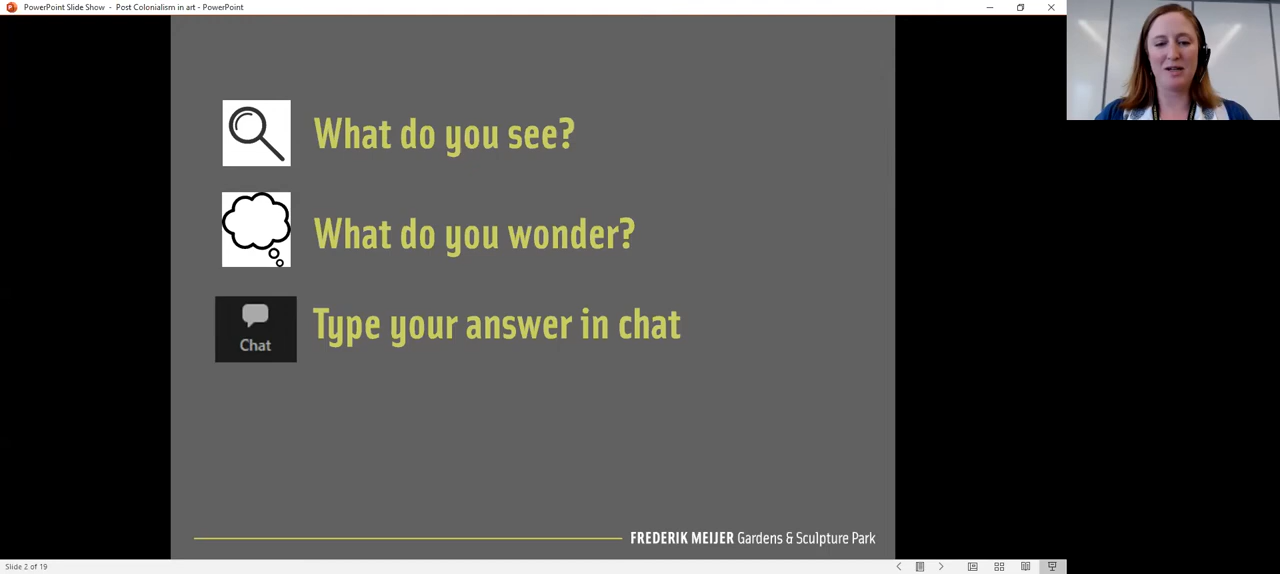 PowerPoint Slide Show - Post Colonialism in art - PowerPoint
What do you see?
What do you wonder?
Chat
Type your answer in chat
FREDERIK MEIJER Gardens & Sculpture Park
Slide 2 of 19